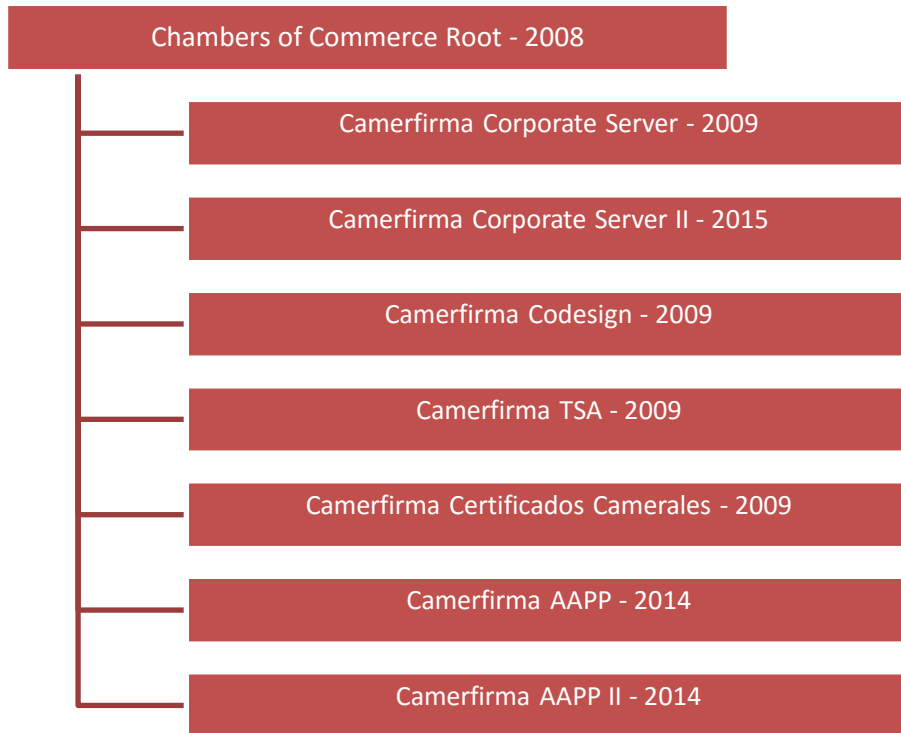 Chambers of Commerce Root - 2008
Camerfirma Corporate Server - 2009
Camerfirma Corporate Server II - 2015
Camerfirma Codesign - 2009
Camerfirma TSA - 2009
Camerfirma Certificados Camerales - 2009
Camerfirma AAPP - 2014
Camerfirma AAPP II - 2014